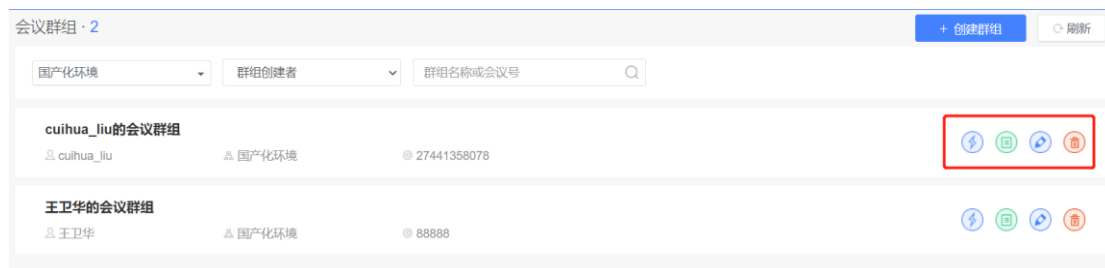 会议群组 · 2
+ 创建群组
刷新
国产化环境
群组创建者
群组名称或会议号
cuihua_liu的会议群组
cuihua_liu
国产化环境
27441358078
王卫华的会议群组
王卫华
国产化环境
88888